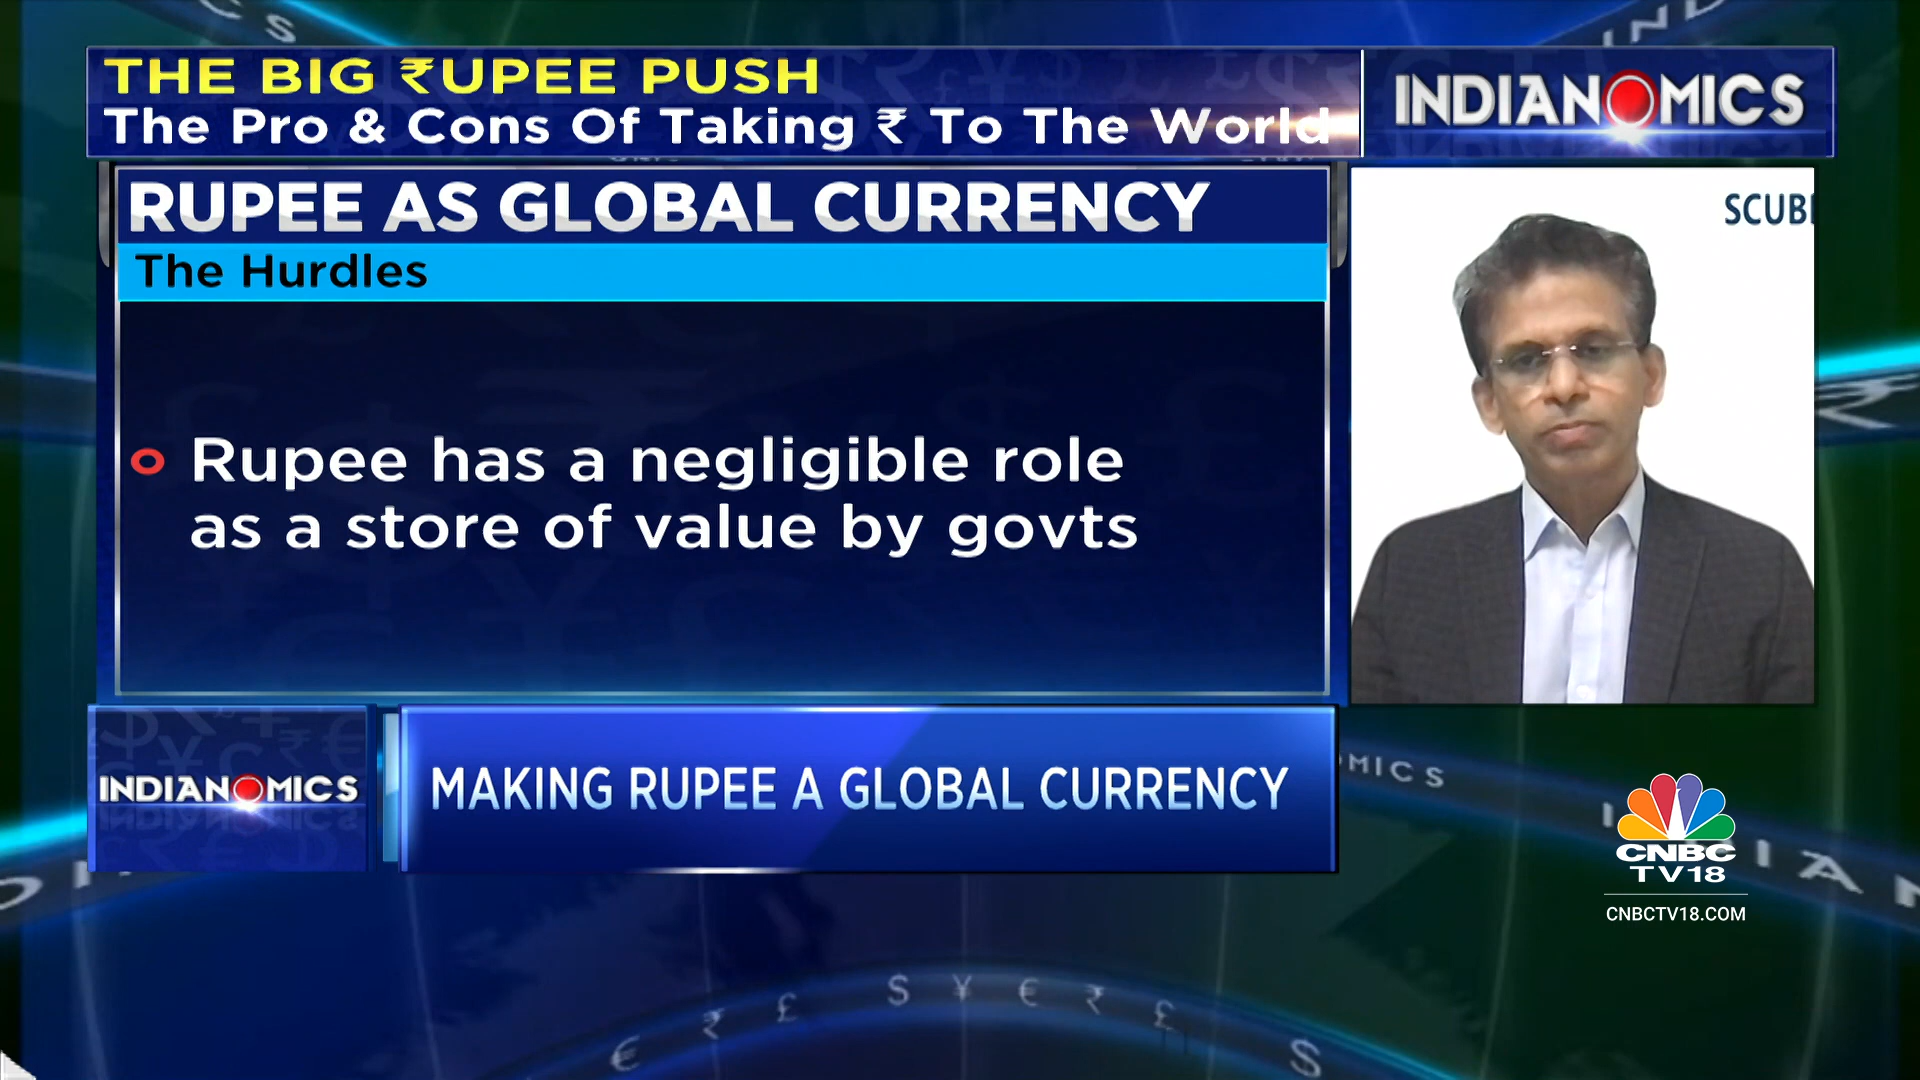 THE BIG ₹UPEE PUSH
The Pro & Cons Of Taking ₹ To The World
INDIANOMICS
RUPEE AS GLOBAL CURRENCY
The Hurdles
SCUB
Rupee has a negligible role
as a store of value by govts
INDIANOMICS
MAKING RUPEE A GLOBAL CURRENCY
MICS
CNBC
TV18
CNBCTV18.COM
INDIAN
$ ¥ € ₹ £
€ ₹ £ $